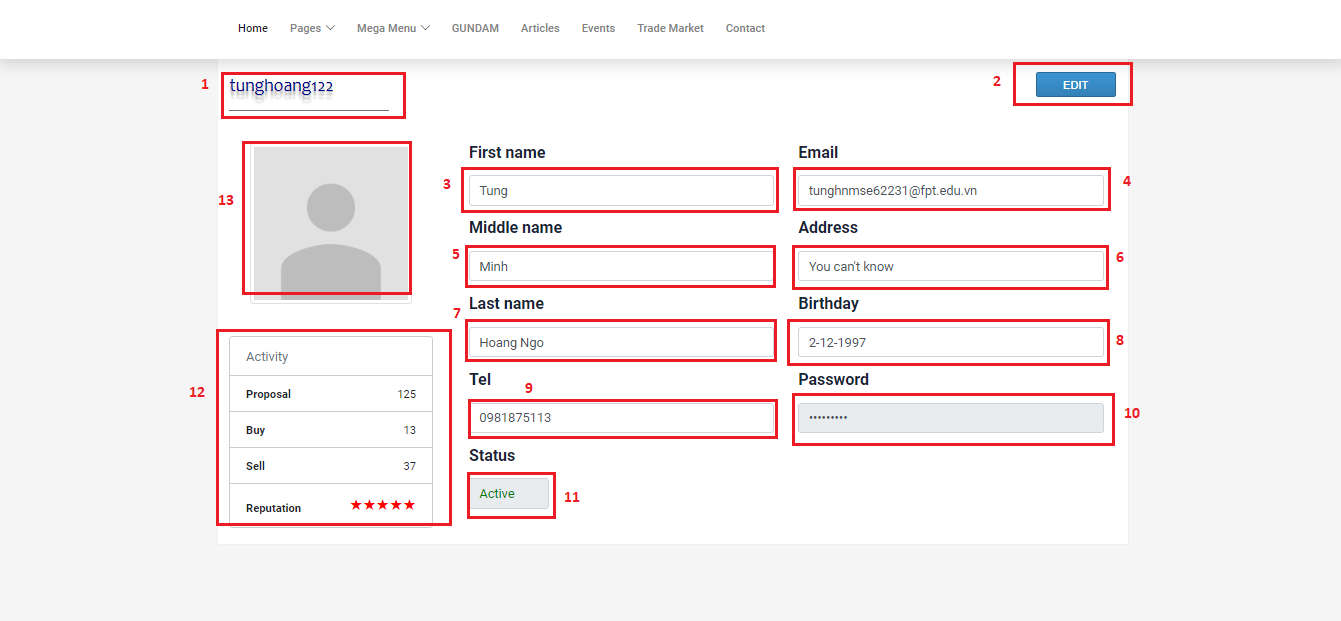 Home Pages Mega Menu GUNDAM Articles Events Trade Market Contact
1 tunghoang122 2 EDIT
First name Email
3 Tung tunghnmse62231@fpt.edu.vn 4
13
Middle name Address
5 Minh You can't know 6
Last name Birthday
7 Hoang Ngo 2-12-1997 8
Activity
Tel Password
9
12 Proposal 125
0981875113 ••••••••• 10
Buy 13
Status
Sell 37
Active 11
Reputation ★★★★★